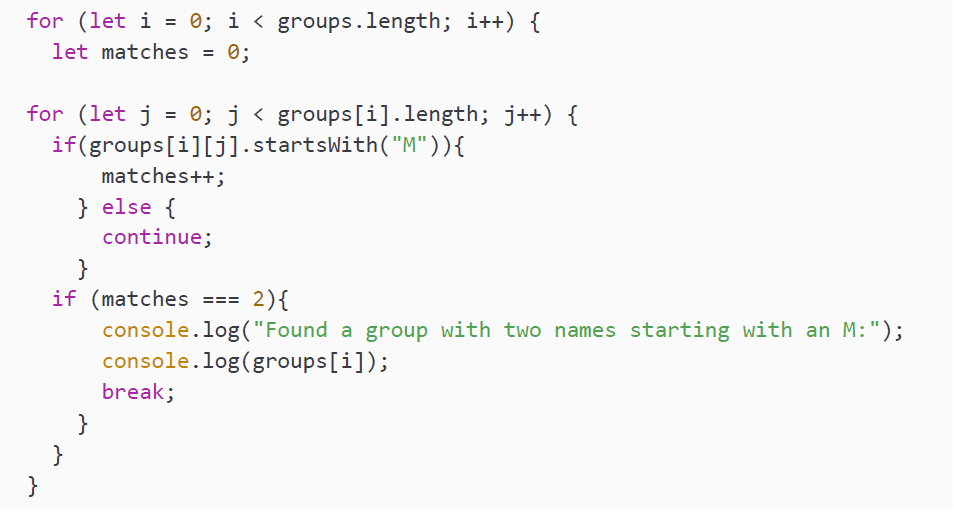 for (let i = 0; i < groups.length; i++) {
  let matches = 0;

for (let j = 0; j < groups[i].length; j++) {
  if(groups[i][j].startsWith("M")){
      matches++;
    } else {
      continue;
    }
  if (matches === 2){
      console.log("Found a group with two names starting with an M:");
      console.log(groups[i]);
      break;
    }
  }
}